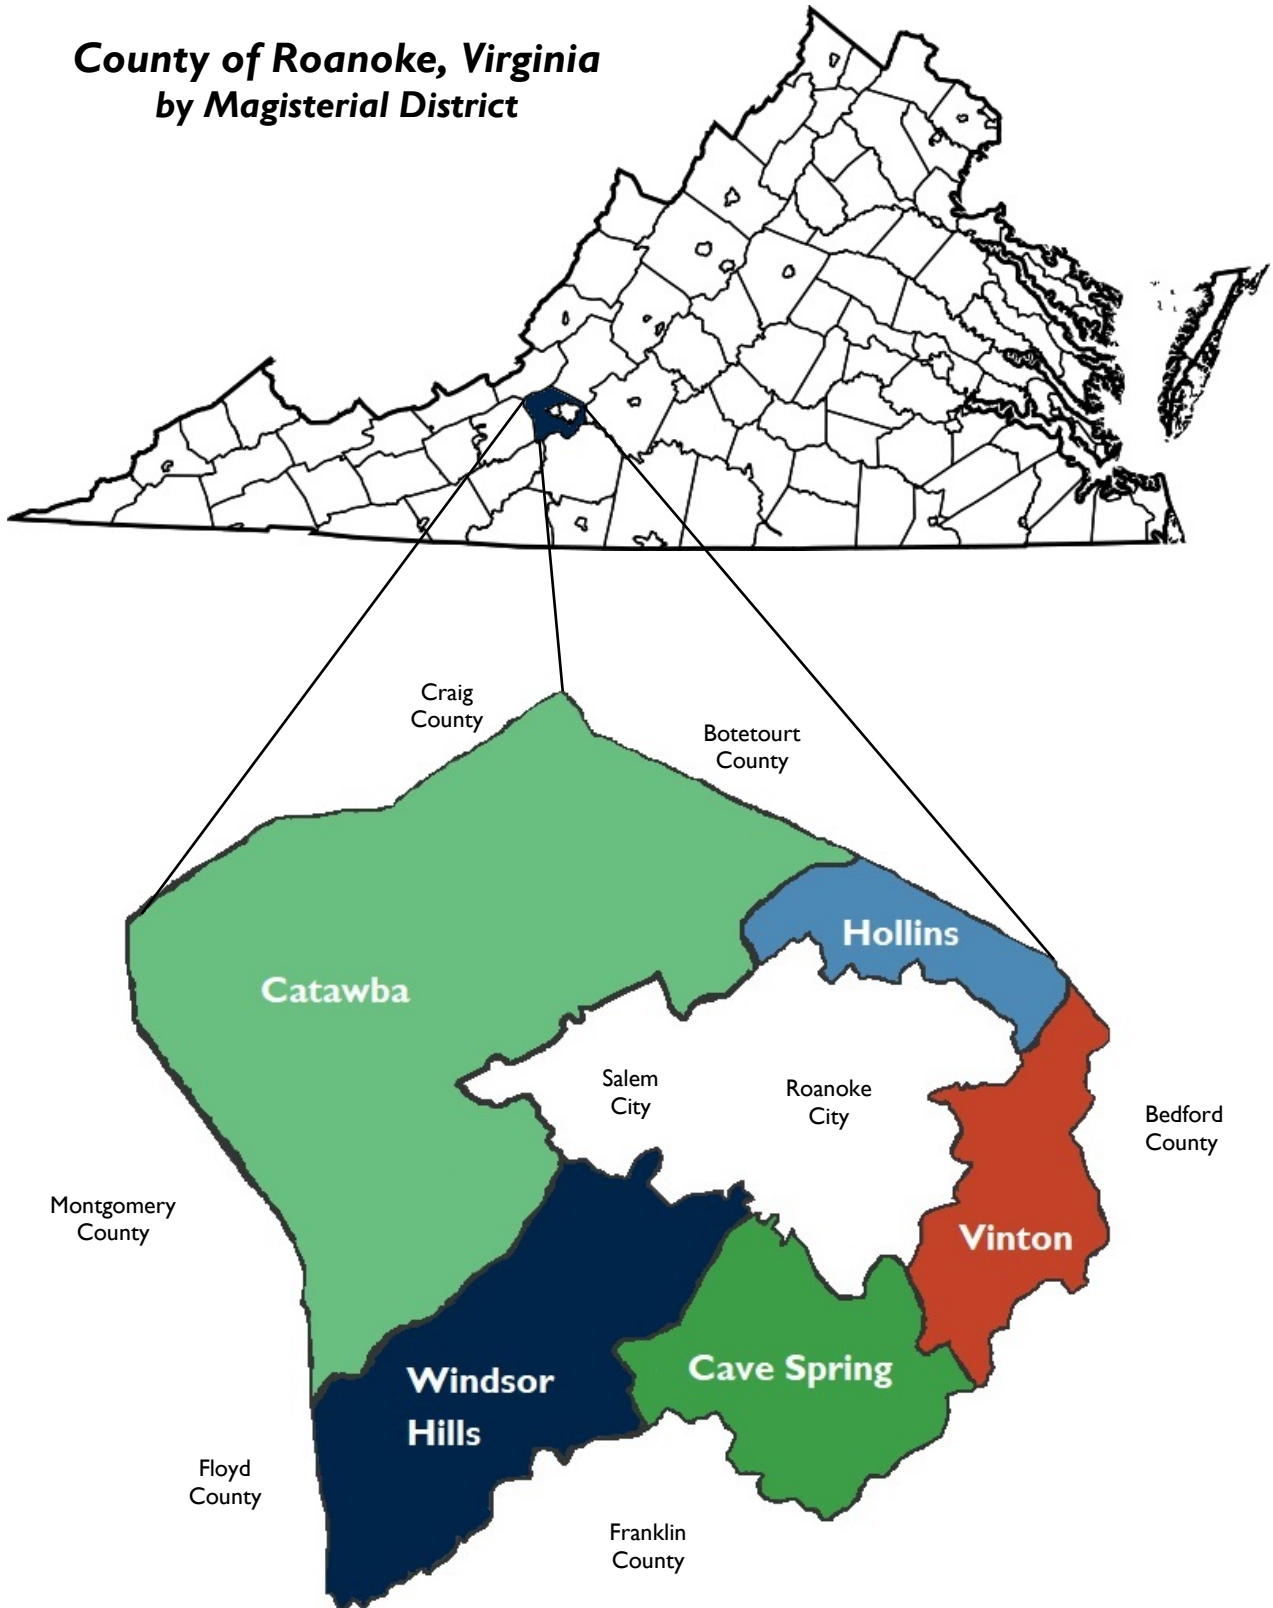 County of Roanoke, Virginia
by Magisterial District
Craig
County
Botetourt
County
Hollins
Catawba
Salem
City
Roanoke
City
Bedford
County
Montgomery
County
Vinton
Cave Spring
Windsor
Hills
Floyd
County
Franklin
County